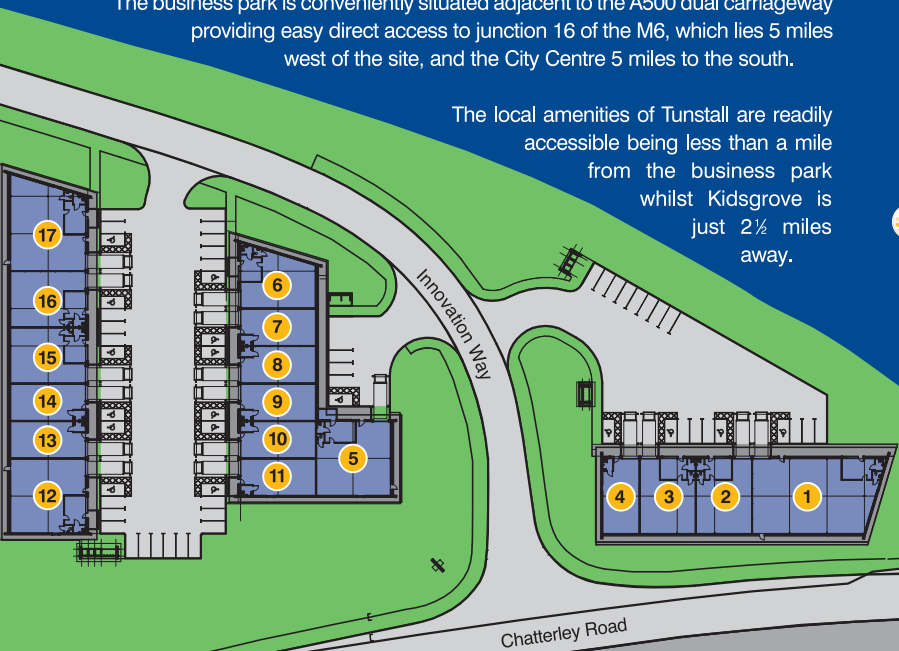 The business park is conveniently situated adjacent to the A500 dual carriageway
providing easy direct access to junction 16 of the M6, which lies 5 miles
west of the site, and the City Centre 5 miles to the south.
The local amenities of Tunstall are readily
accessible being less than a mile
from the business park
whilst Kidsgrove is
just 2½ miles
away.
17
16
15
14
13
12
6
7
8
9
10
11
5
Innovation Way
4
3
2
1
Chatterley Road